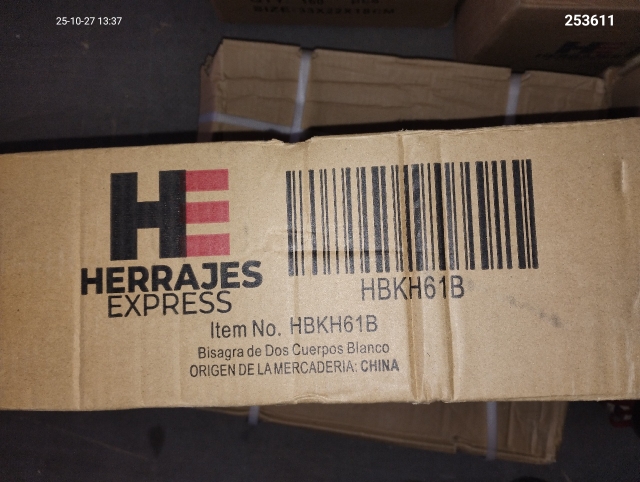 25-10-27 13:37
253611
HE
HERRAJES
EXPRESS
HBKH61B
Item No. HBKH61B
Bisagra de Dos Cuerpos Blanco
ORIGEN DE LA MERCADERIA: CHINA